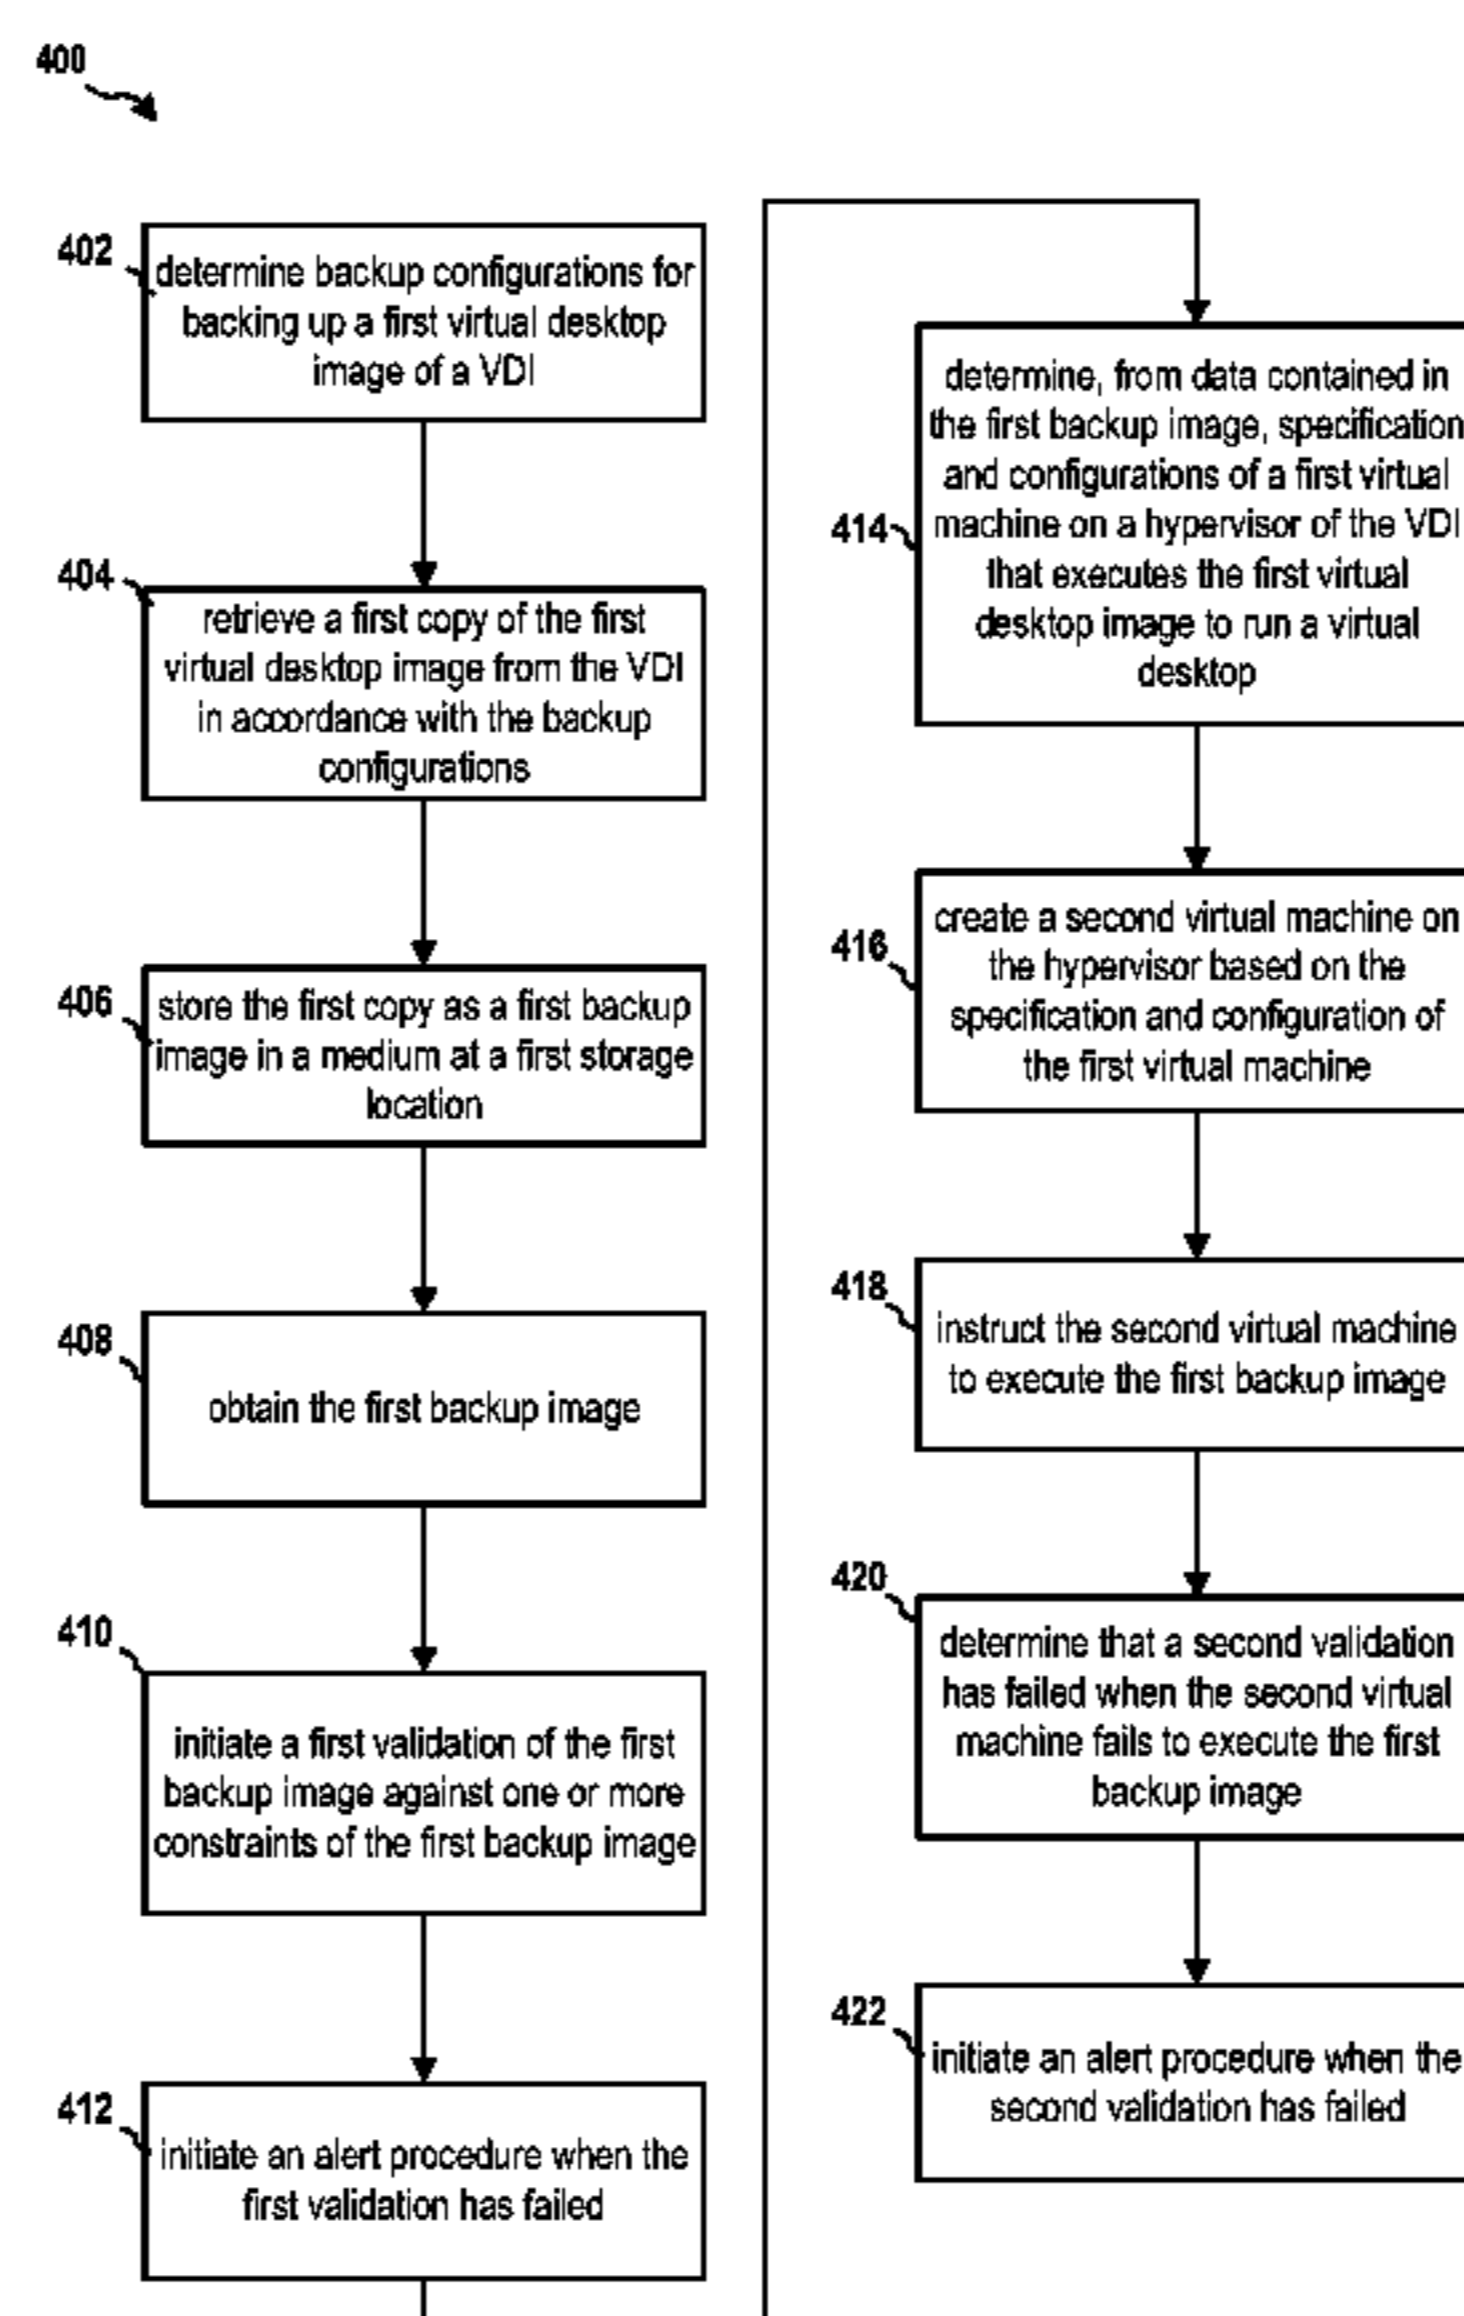 400
402
determine backup configurations for
backing up a first virtual desktop
image of a VDI
404
retrieve a first copy of the first
virtual desktop image from the VDI
in accordance with the backup
configurations
406
store the first copy as a first backup
image in a medium at a first storage
location
408
obtain the first backup image
410
initiate a first validation of the first
backup image against one or more
constraints of the first backup image
412
initiate an alert procedure when the
first validation has failed
414
determine, from data contained in
the first backup image, specification
and configurations of a first virtual
machine on a hypervisor of the VDI
that executes the first virtual
desktop image to run a virtual
desktop
416
create a second virtual machine on
the hypervisor based on the
specification and configuration of
the first virtual machine
418
instruct the second virtual machine
to execute the first backup image
420
determine that a second validation
has failed when the second virtual
machine fails to execute the first
backup image
422
initiate an alert procedure when the
second validation has failed